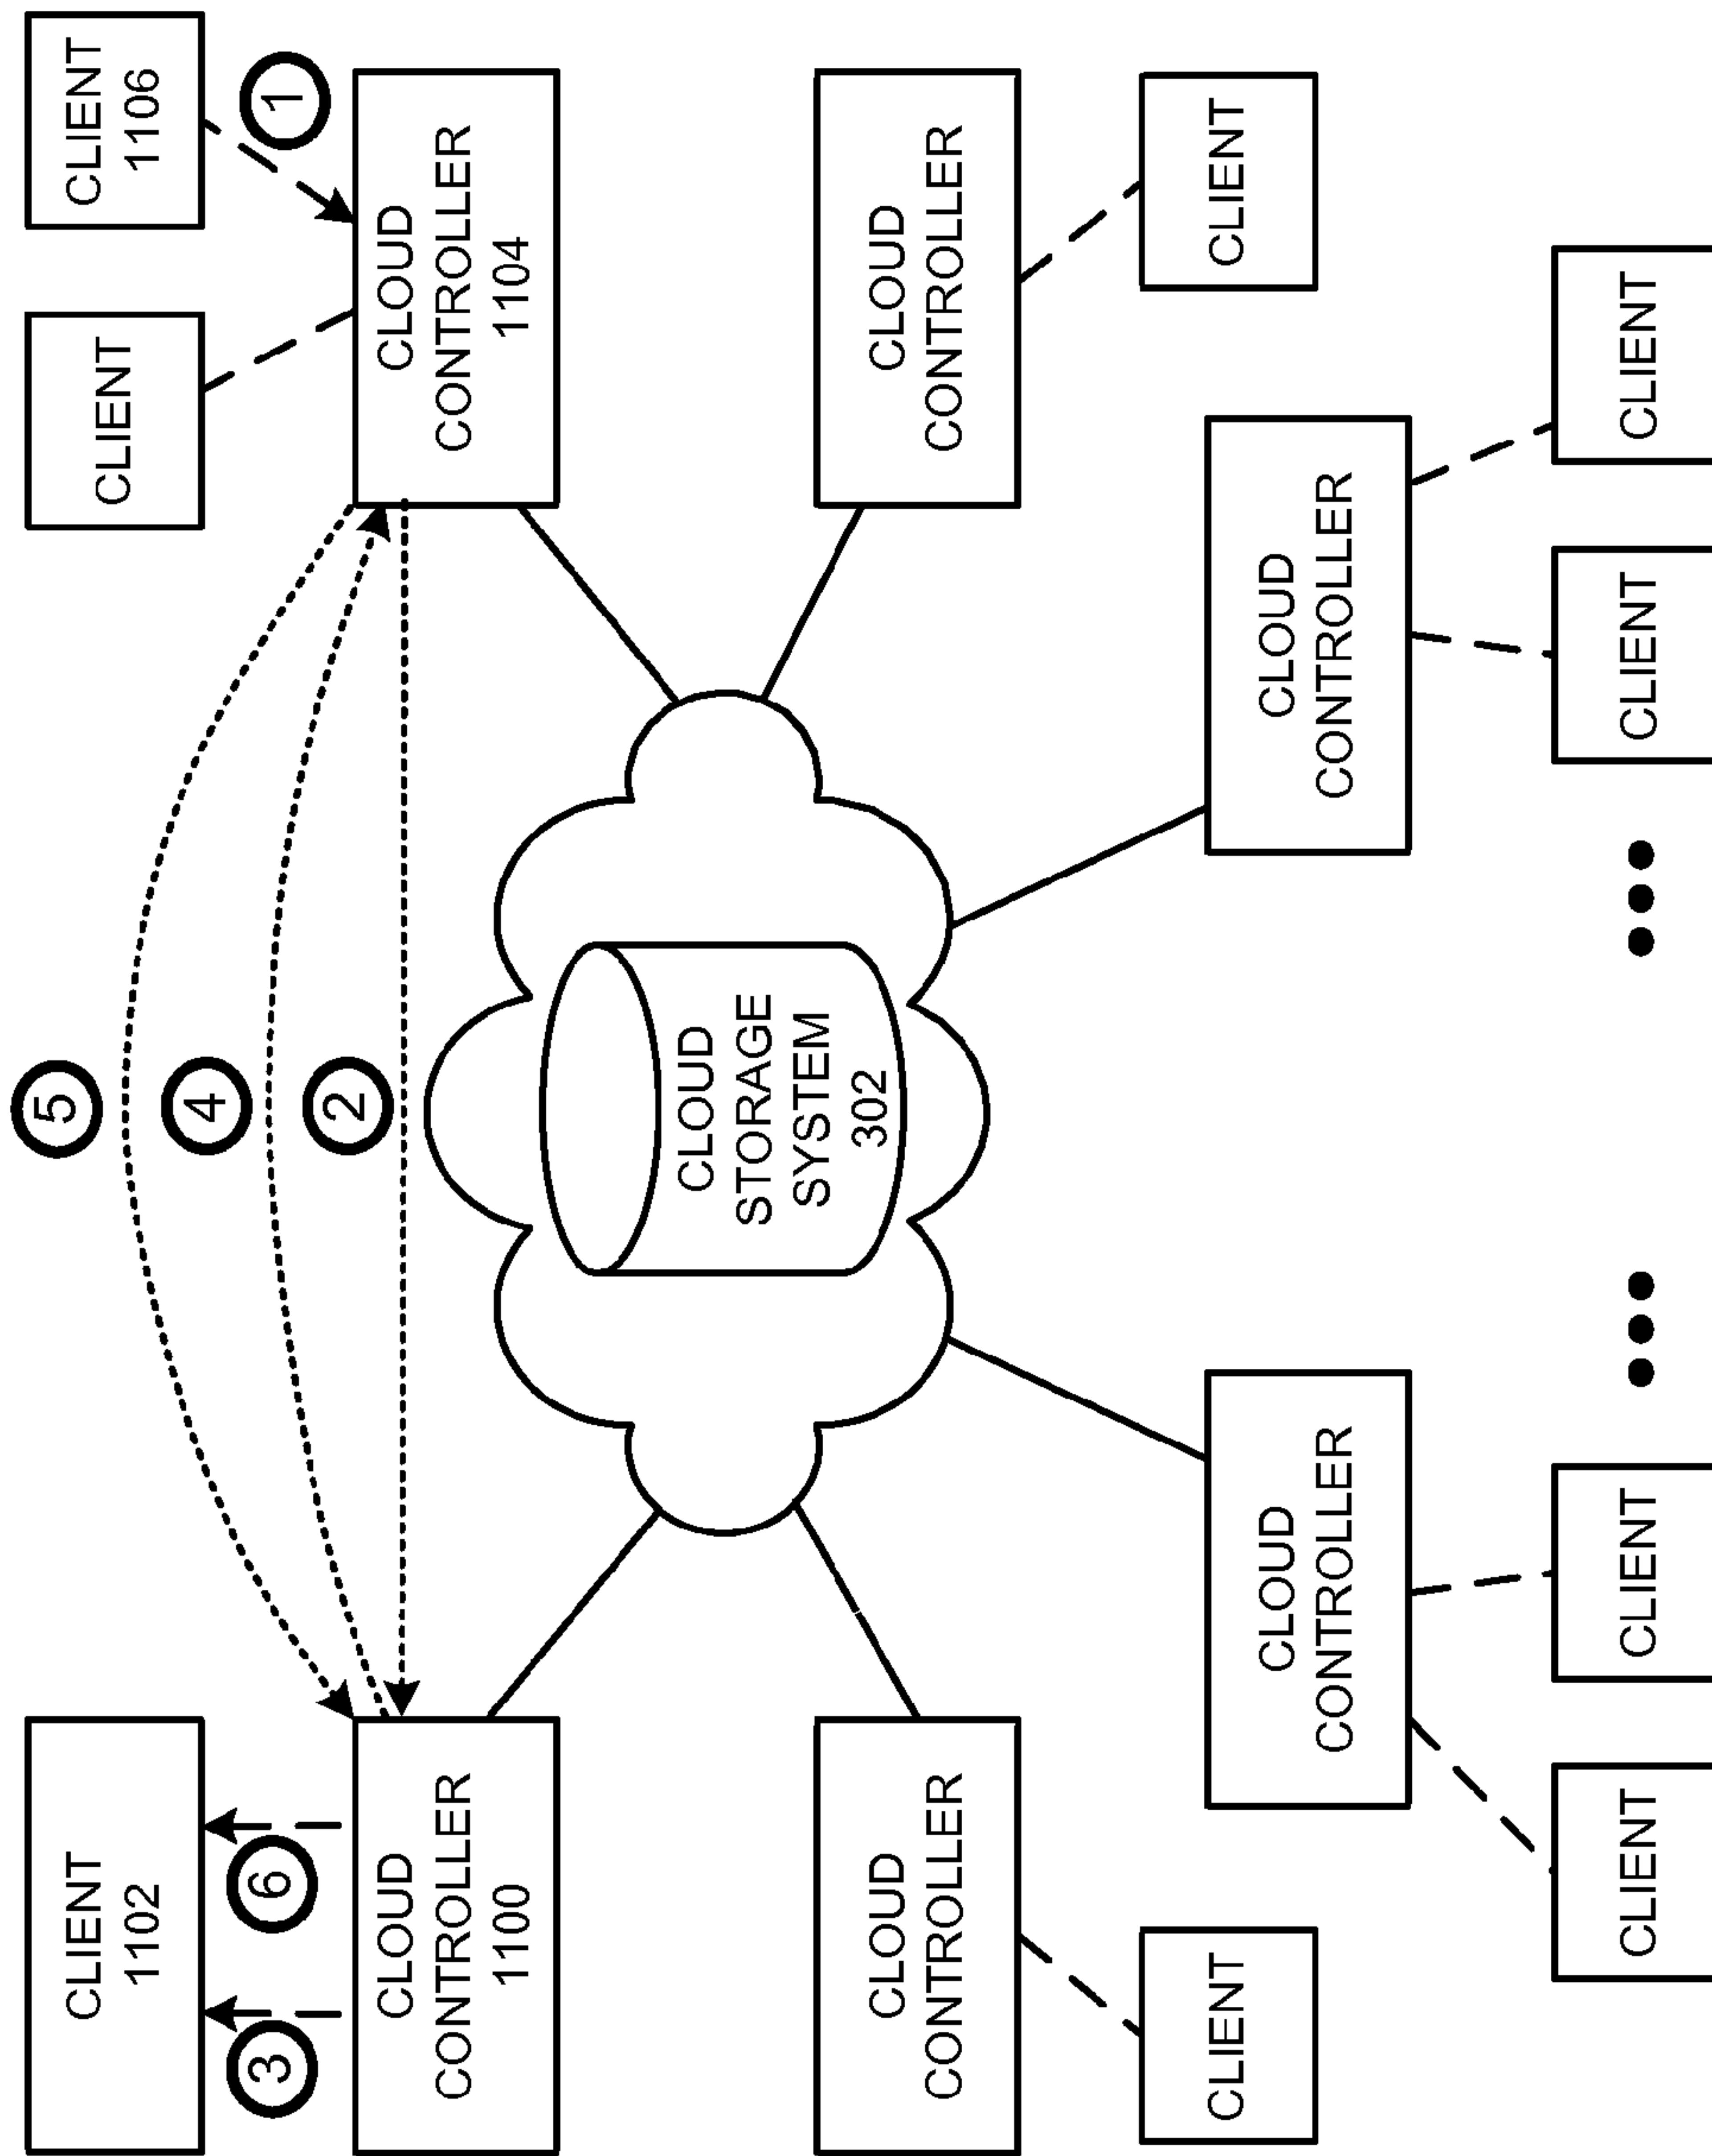 CLIENT
1102
5
CLIENT
CLIENT
1106
4
3
6
1
2
CLOUD
CONTROLLER
1100
CLOUD
CONTROLLER
1104
CLOUD
STORAGE
SYSTEM
302
CLOUD
CONTROLLER
CLOUD
CONTROLLER
CLIENT
CLIENT
CLOUD
CONTROLLER
CLOUD
CONTROLLER
CLIENT
CLIENT
CLIENT
CLIENT